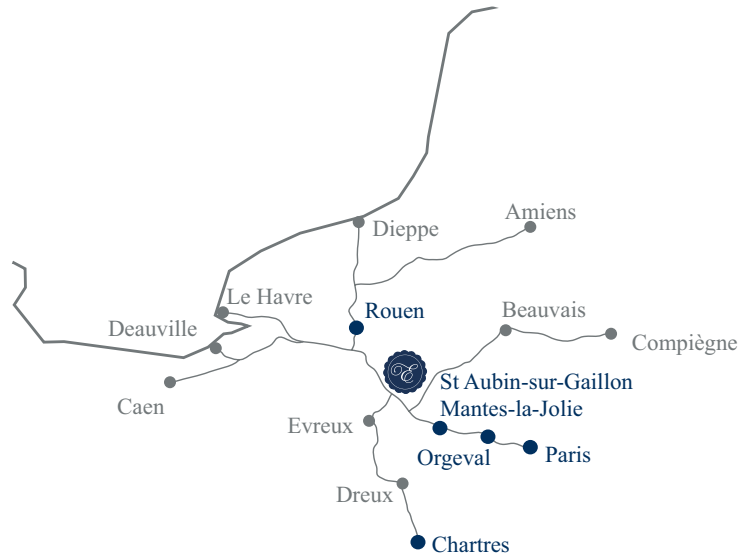 Amiens
Dieppe
Le Havre
Rouen
Beauvais
Deauville
Compiègne
E
St Aubin-sur-Gaillon
Caen
Mantes-la-Jolie
Evreux
Orgeval
Paris
Dreux
Chartres